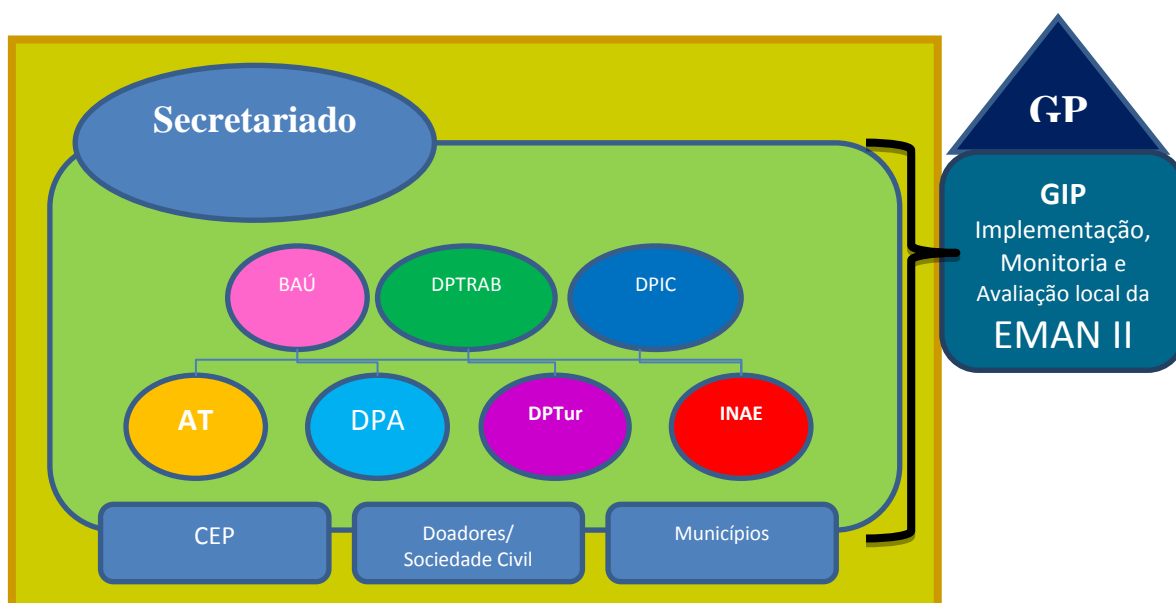 Secretariado
GP
GIP
Implementação,
Monitoria e
Avaliação local da
EMAN II
BAÚ
DPTRAB
DPIC
AT
DPA
DPTur
INAE
CEP
Doadores/
Sociedade Civil
Municípios